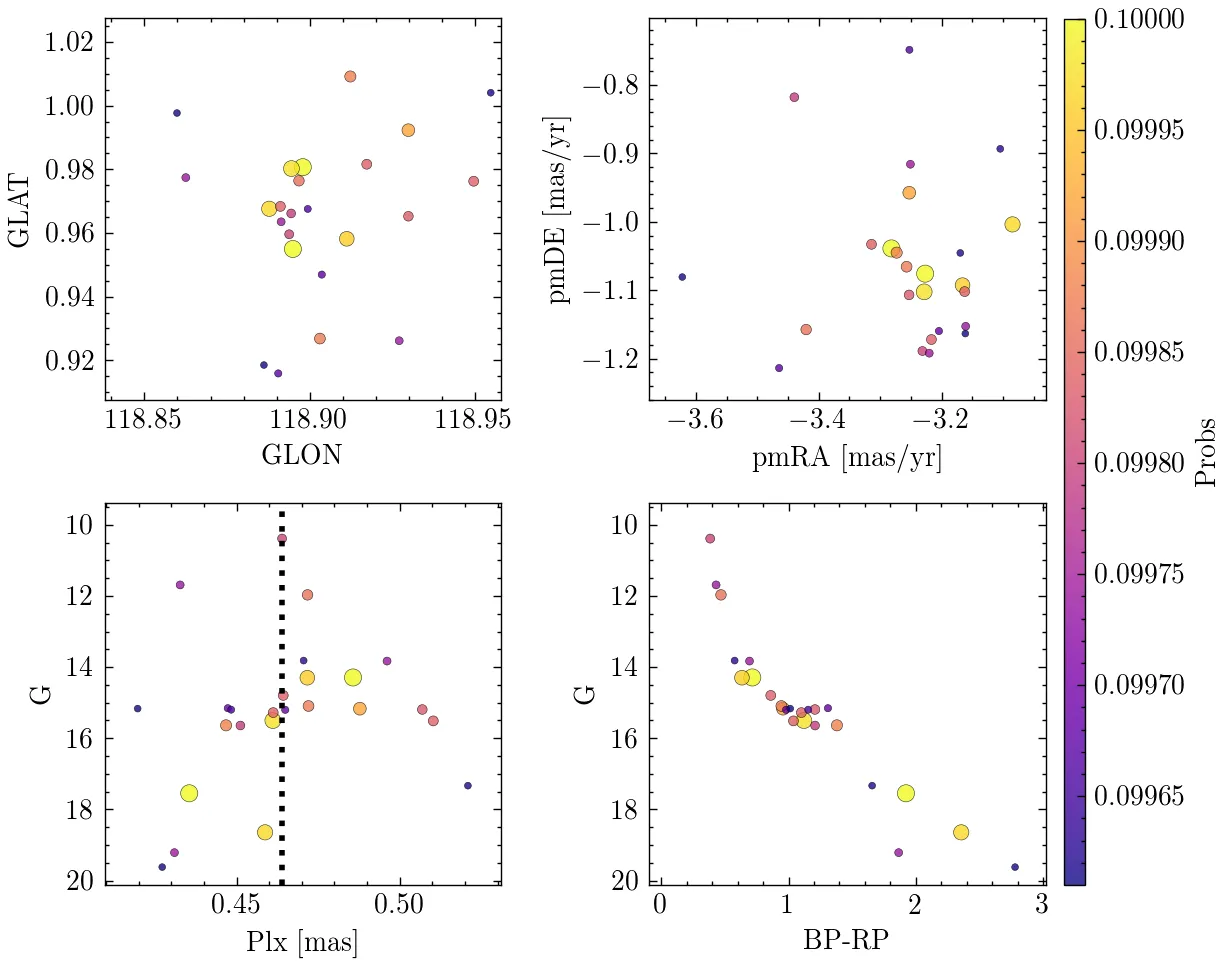 1.02
1.00
0.98
0.96
0.94
0.92
GLAT
118.85 118.90 118.95
GLON
−0.8
−0.9
−1.0
−1.1
−1.2
pmDE [mas/yr]
−3.6 −3.4 −3.2
pmRA [mas/yr]
0.10000
0.09995
0.09990
0.09985
0.09980
0.09975
0.09970
0.09965
Probs
10
12
14
16
18
20
G
0.45 0.50
Plx [mas]
10
12
14
16
18
20
G
0 1 2 3
BP-RP